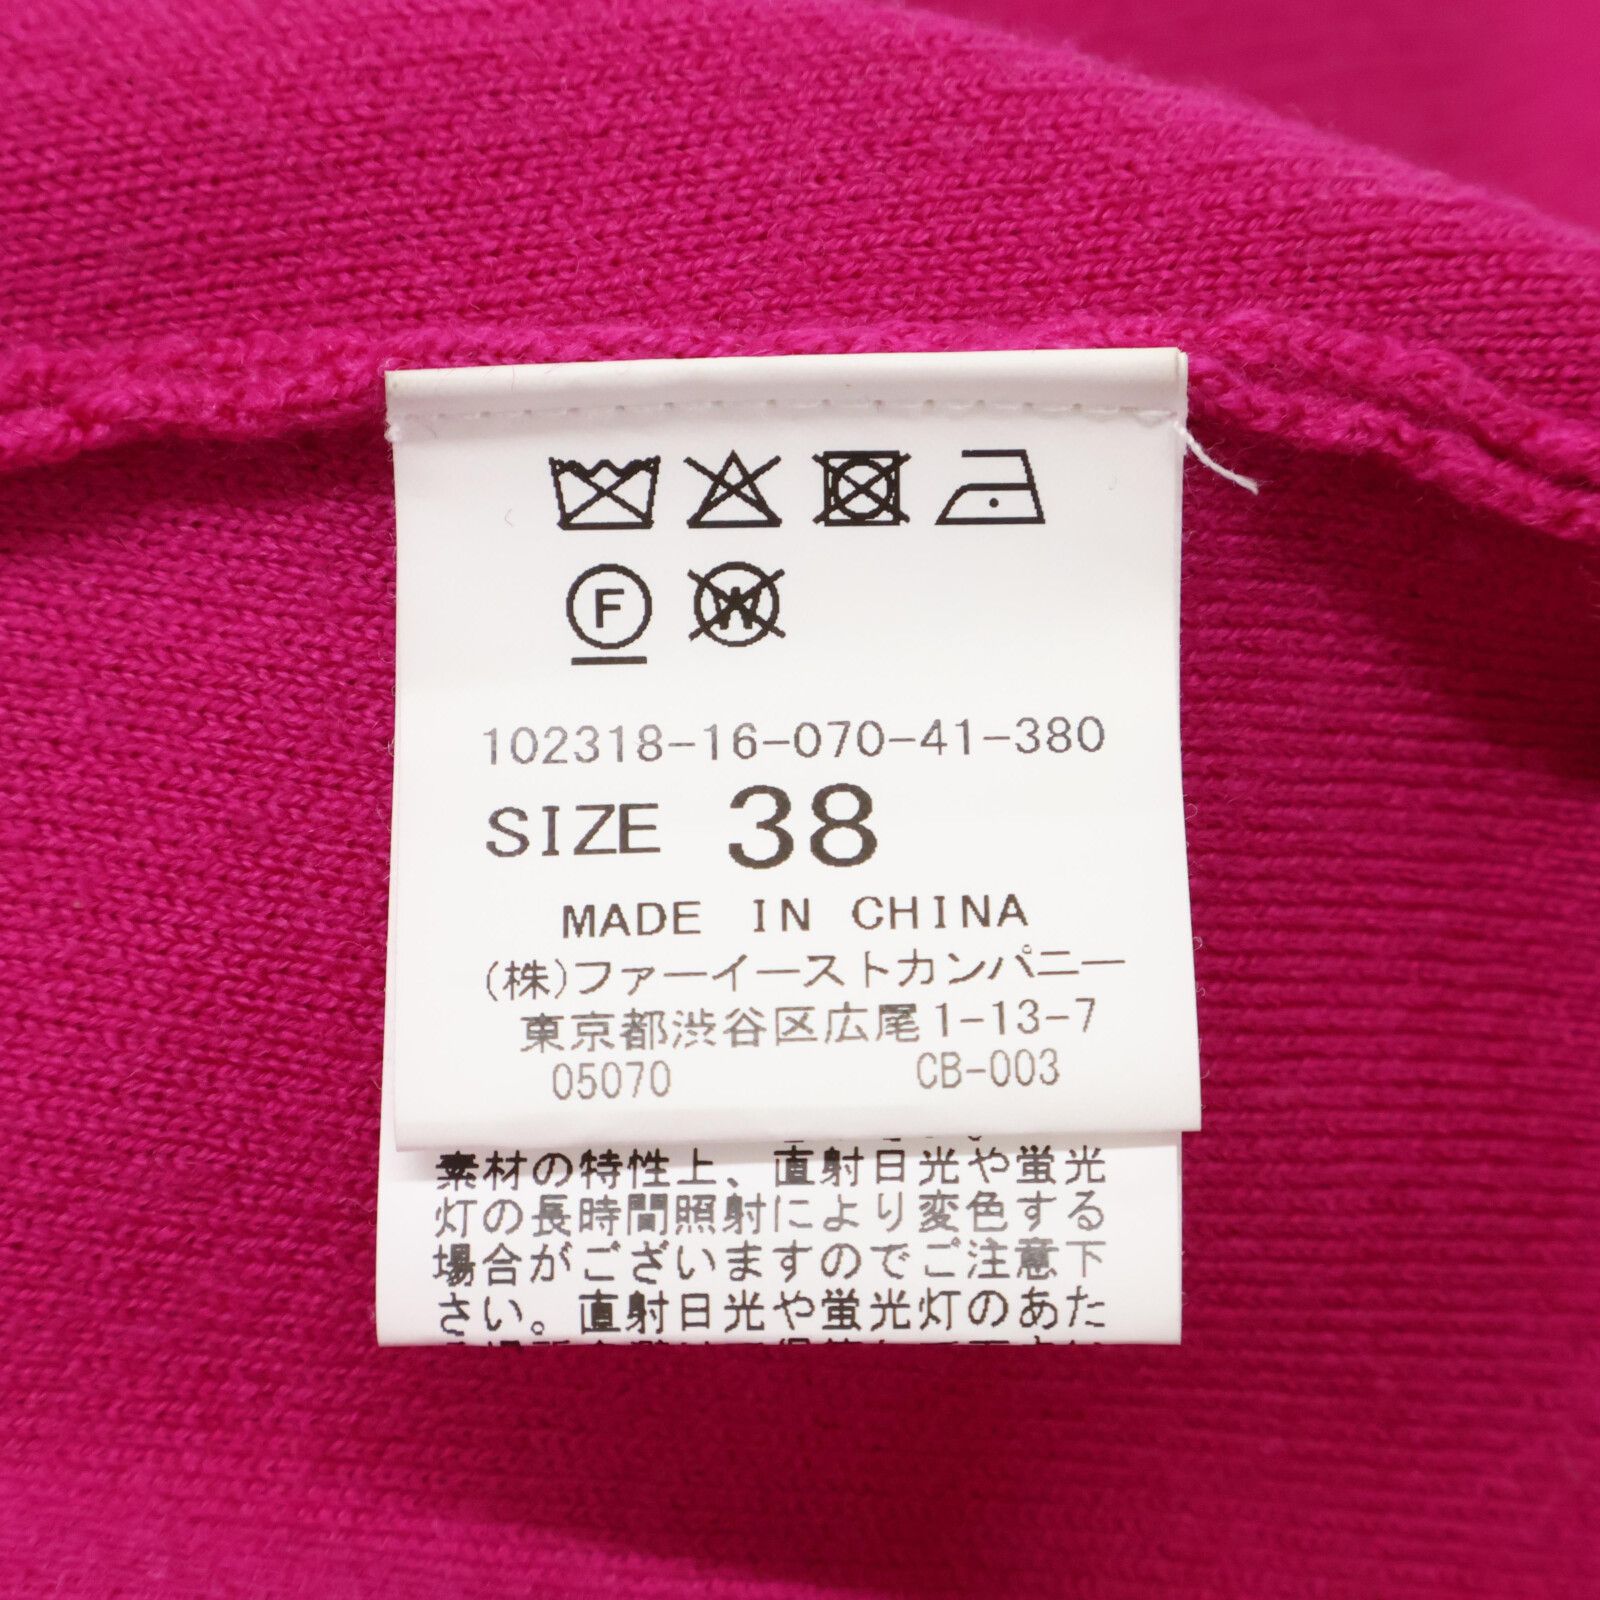 F
W
102318-16-070-41-380
SIZE 38
MADE IN CHINA
(株)ファーイーストカンパニー
東京都渋谷区広尾1-13-7
05070 CB-003
素材の特性上、直射日光や蛍光
灯の長時間照射により変色する
場合がございますのでご注意下
さい。直射日光や蛍光灯のあた